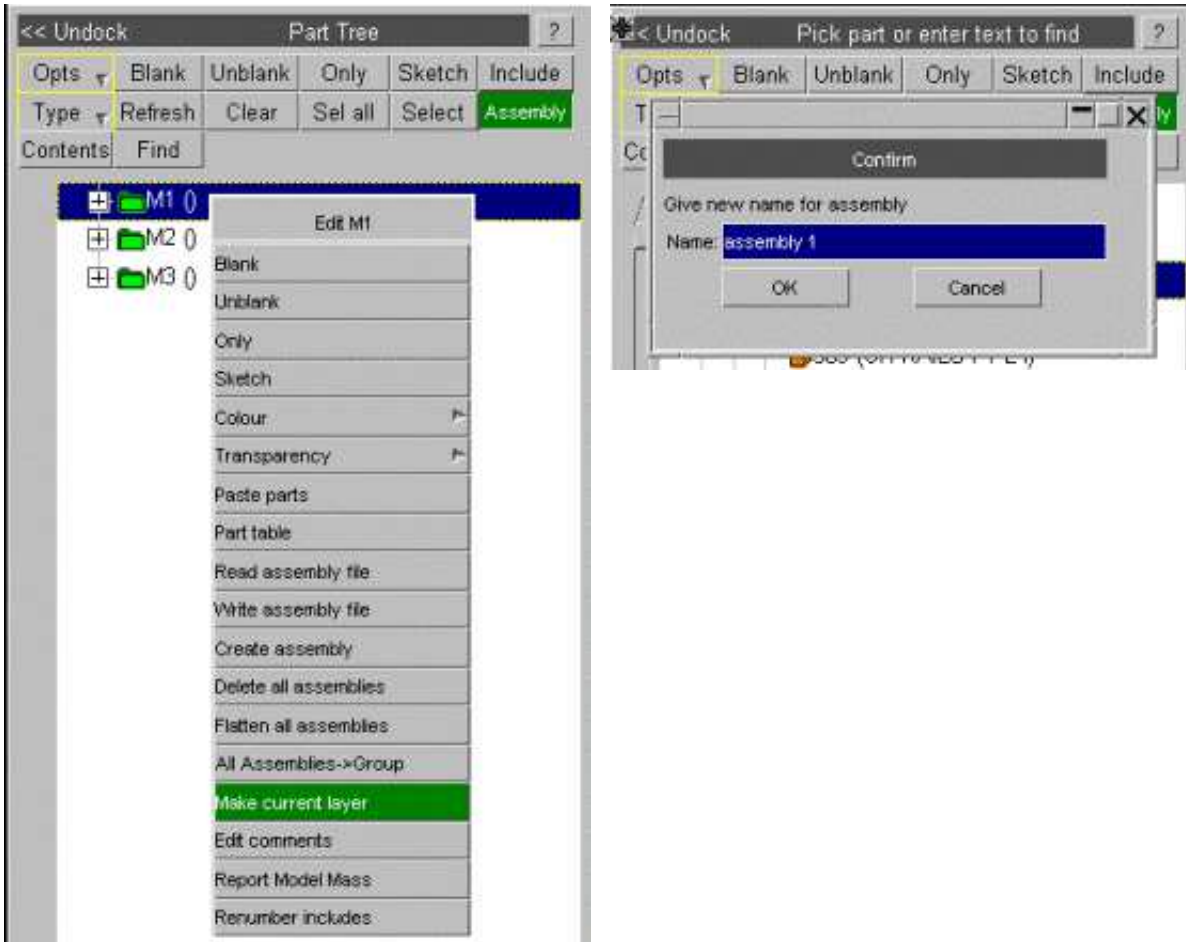 << Undock Part Tree ?
Opts Blank Unblank Only Sketch Include
Type Refresh Clear Sel all Select Assembly
Contents Find
M1 ()
M2 ()
M3 ()
Edit M1
Blank
Unblank
Only
Sketch
Colour
Transparency
Paste parts
Part table
Read assembly file
Write assembly file
Create assembly
Delete all assemblies
Flatten all assemblies
All Assemblies->Group
Make current layer
Edit comments
Report Model Mass
Renumber includes
< Undock Pick part or enter text to find ?
Opts Blank Unblank Only Sketch Include
Confirm
Give new name for assembly
Name: assembly 1
OK Cancel